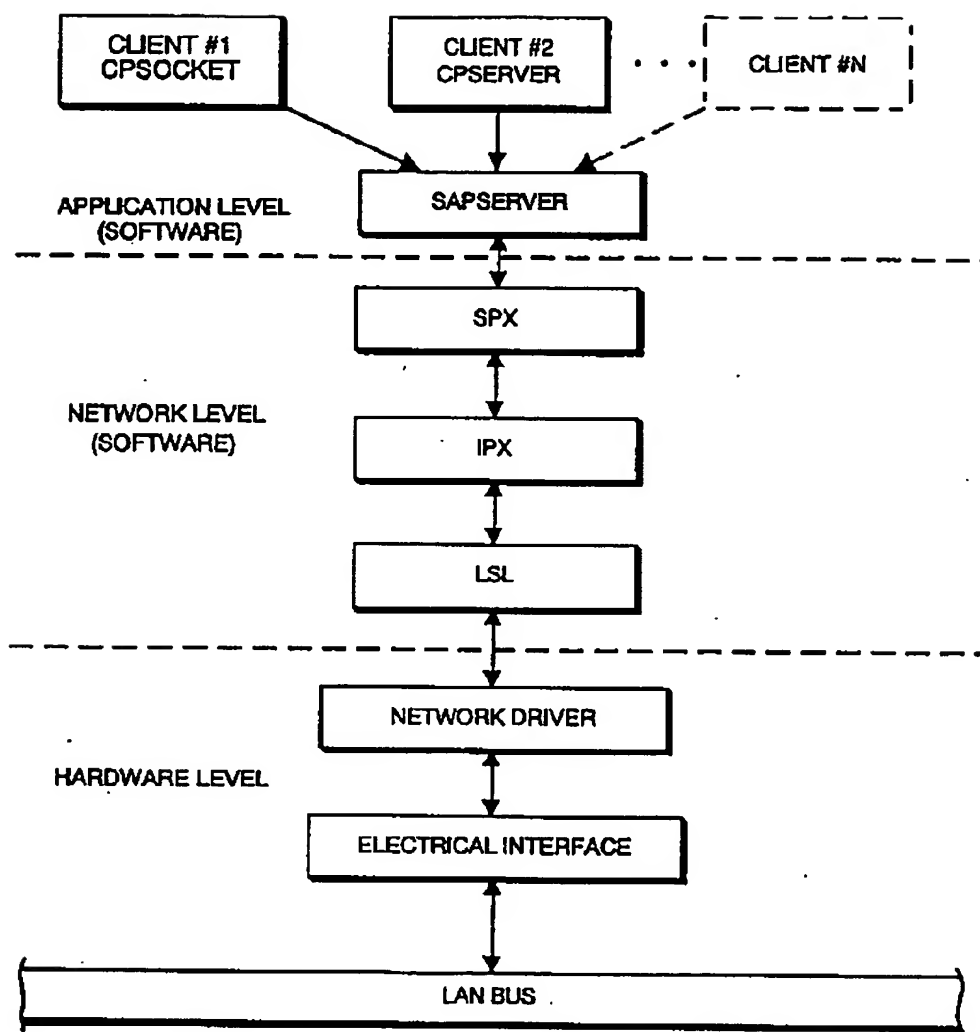 CLIENT #1
CPSOCKET
CLIENT #2
CPSERVER
CLIENT #N
SAPSERVER
APPLICATION LEVEL
(SOFTWARE)
SPX
NETWORK LEVEL
(SOFTWARE)
IPX
LSL
NETWORK DRIVER
HARDWARE LEVEL
ELECTRICAL INTERFACE
LAN BUS